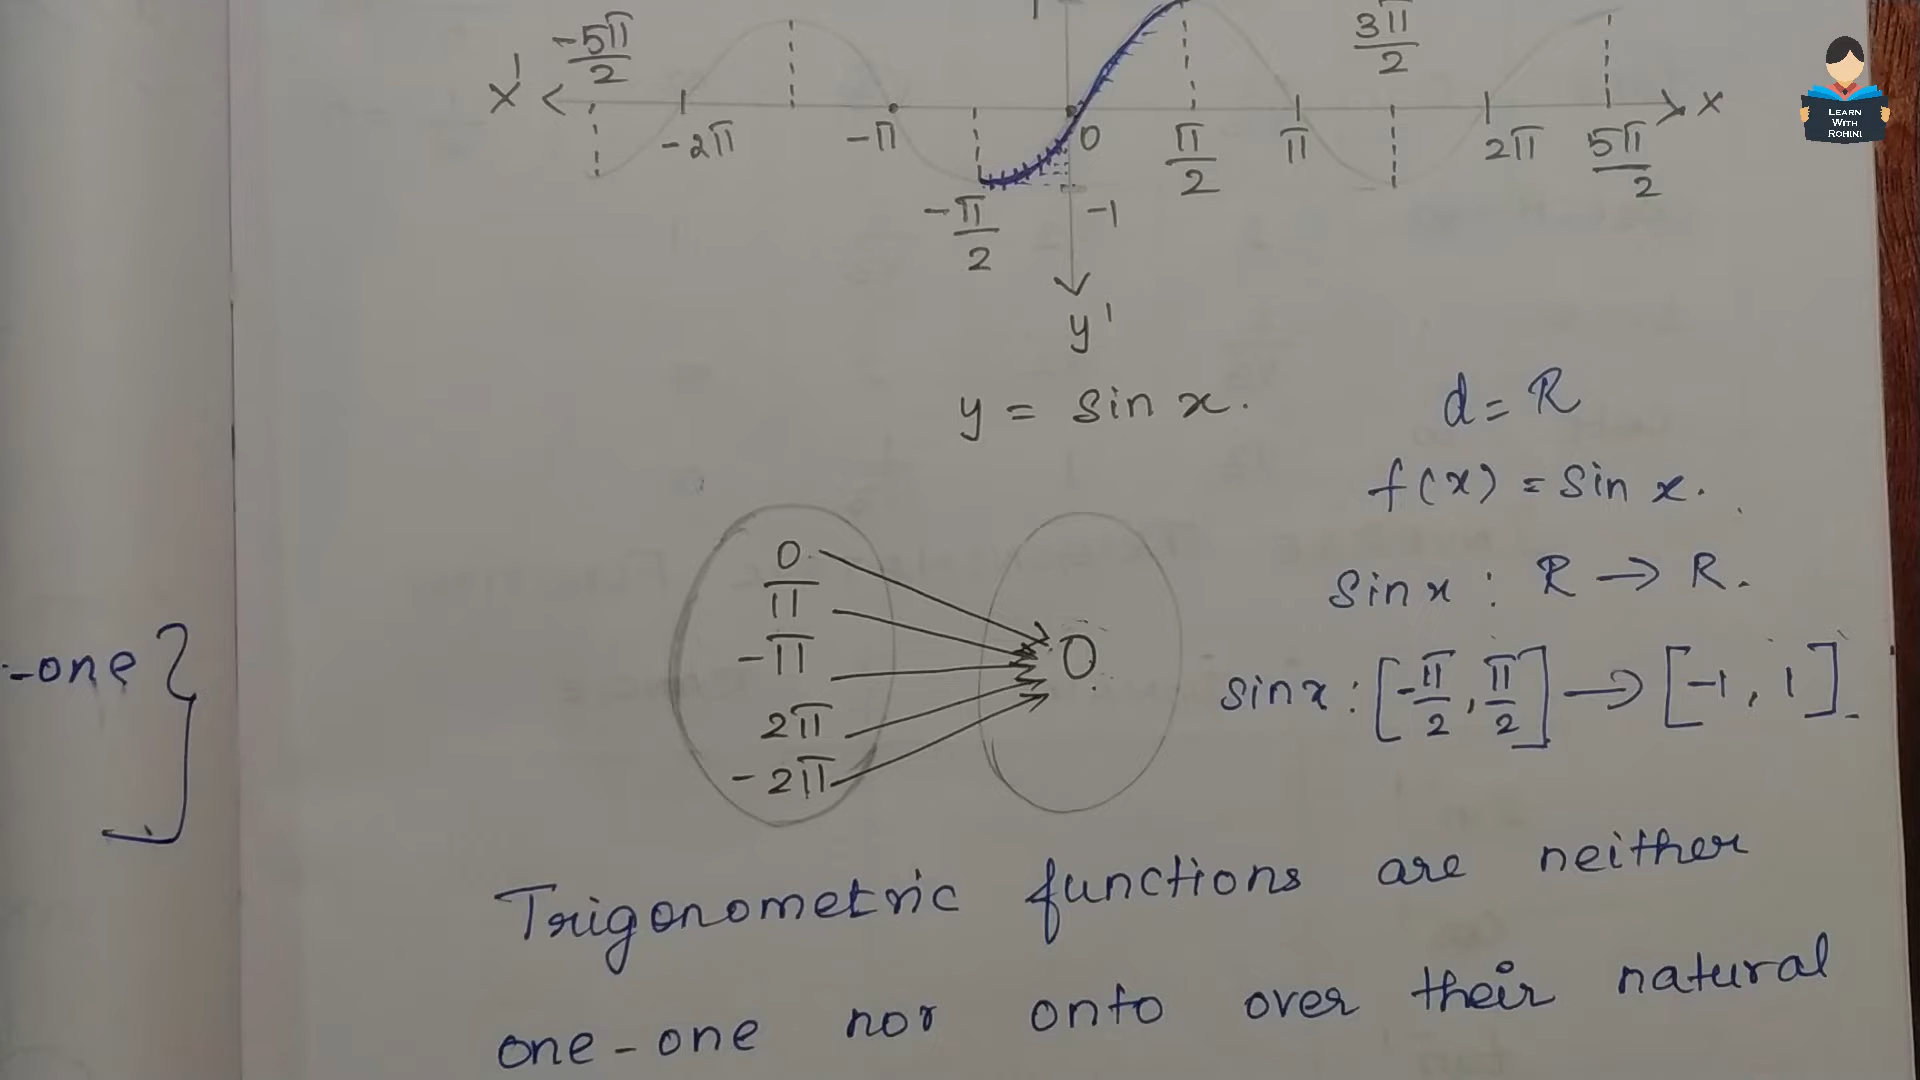 1
-5π/2
3π/2
x' x
-2π -π 0 π/2 π 2π 5π/2
-π/2 -1
y'
y = sin x.
d = R
f(x) = sin x.
sin x : R → R.
sin x : [-π/2, π/2] → [-1, 1]
0
π
-π
2π
-2π
0
-one }
Trigonometric functions are neither
one-one nor onto over their natural
LEARN
WITH
ROHINI